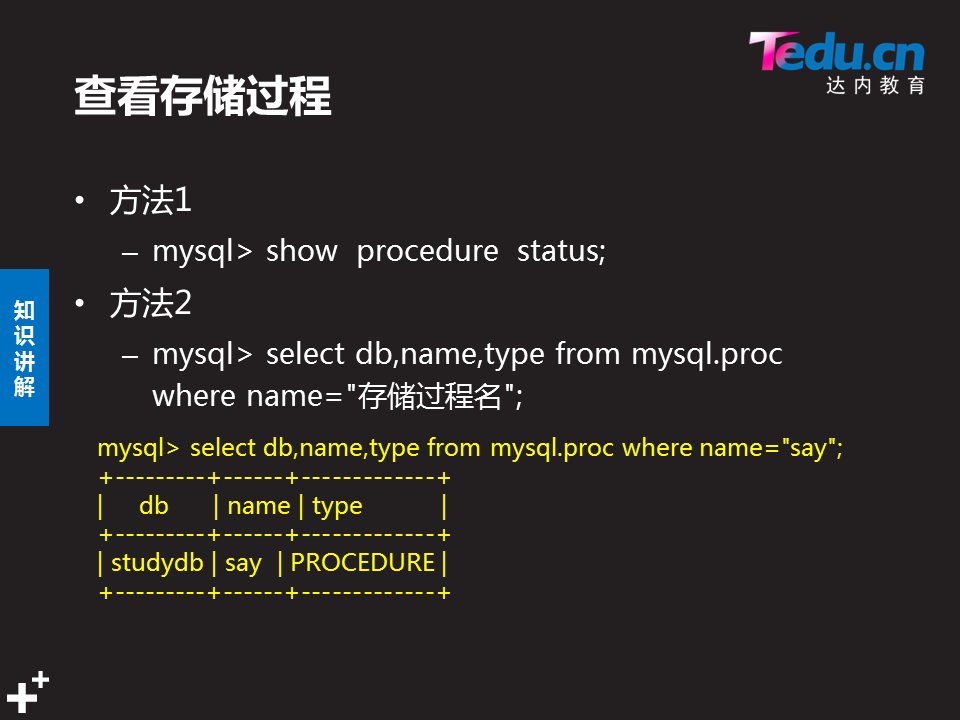 Tedu.cn
达内教育
查看存储过程
• 方法1
– mysql> show procedure status;
• 方法2
– mysql> select db,name,type from mysql.proc
where name="存储过程名";
知识讲解
mysql> select db,name,type from mysql.proc where name="say";
+---------+------+-------------+
| db | name | type |
+---------+------+-------------+
| studydb | say | PROCEDURE |
+---------+------+-------------+